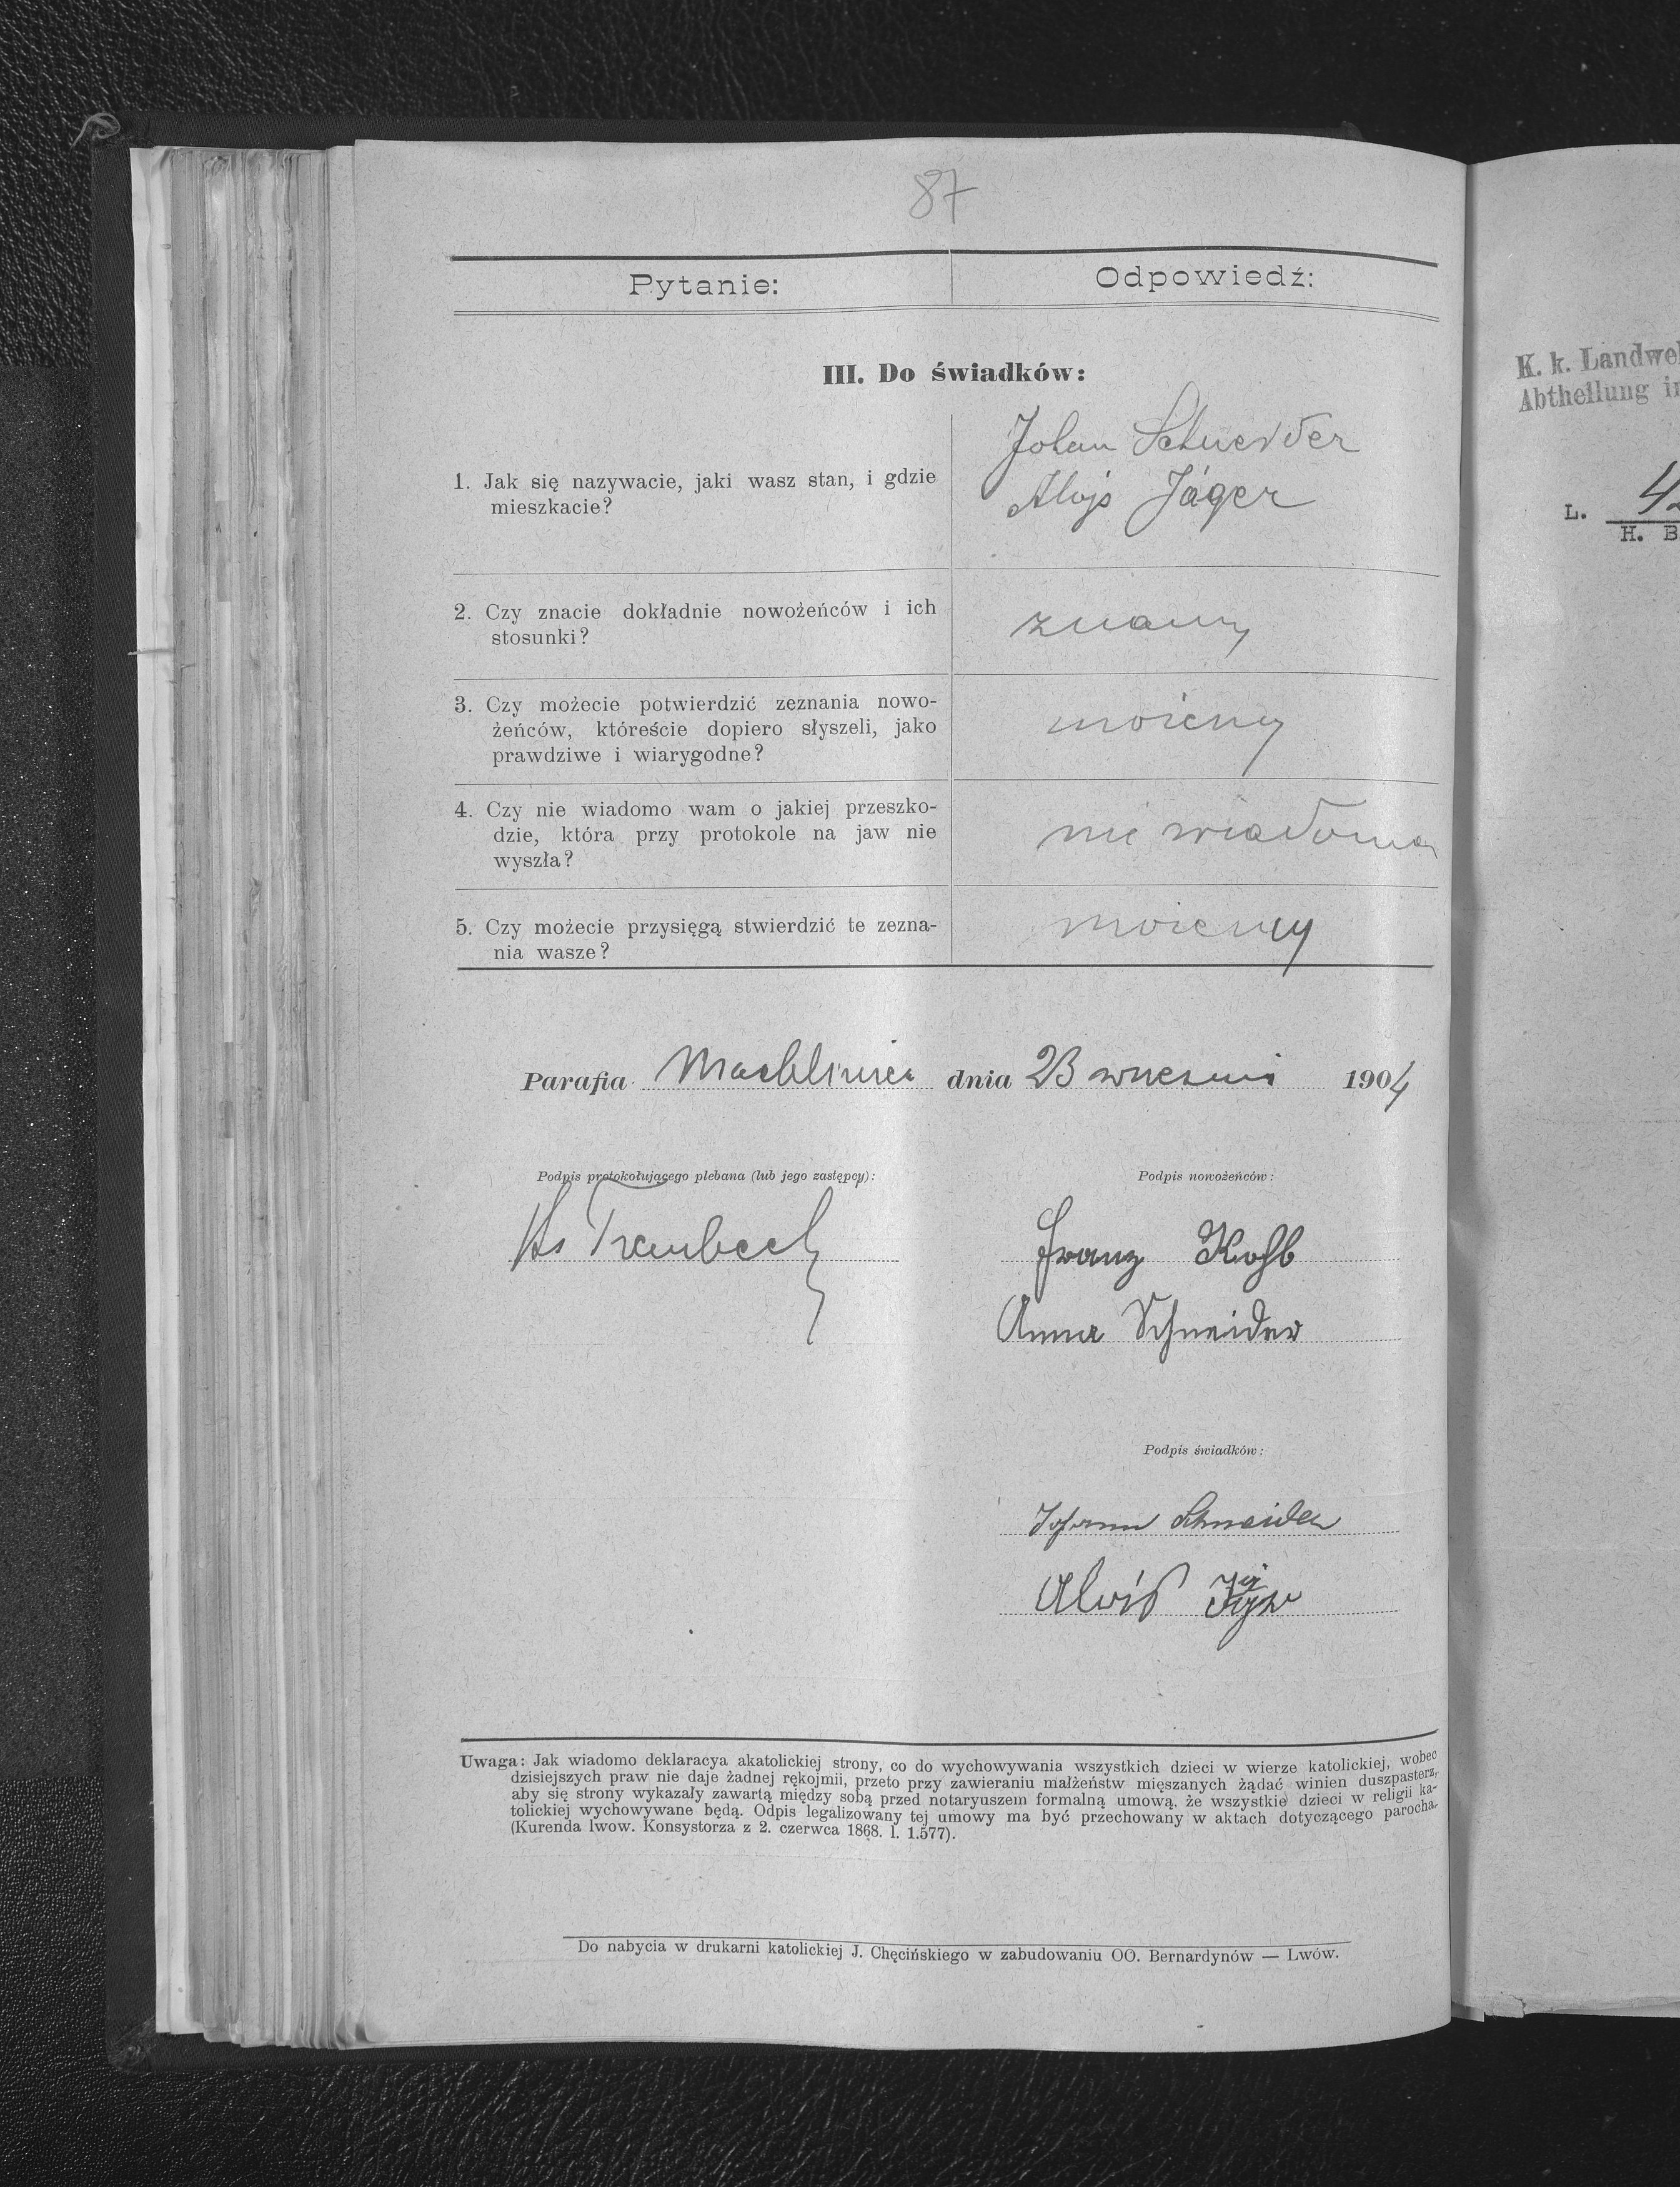 87
Pytanie:
Odpowiedź:
III. Do świadków:
1. Jak się nazywacie, jaki wasz stan, i gdzie
mieszkacie?
Johan Schneider
Alojs Jäger
2. Czy znacie dokładnie nowożeńców i ich
stosunki?
znamy
3. Czy możecie potwierdzić zeznania nowo-
żeńców, któreście dopiero słyszeli, jako
prawdziwe i wiarygodne?
możemy
4. Czy nie wiadomo wam o jakiej przeszko-
dzie, która przy protokole na jaw nie
wyszła?
nie wiadomo
5. Czy możecie przysięgą stwierdzić te zezna-
nia wasze?
możemy
Parafia Machliniec dnia 23 wrzesnia 1904
Podpis protokołującego plebana (lub jego zastępcy):
Podpis nowożeńców:
Franz Kohlb
Anna Schneider
Podpis świadków:
Johann Schneider
Alois Jäger
Uwaga: Jak wiadomo deklaracya akatolickiej strony, co do wychowywania wszystkich dzieci w wierze katolickiej, wobec
dzisiejszych praw nie daje żadnej rękojmii, przeto przy zawieraniu małżeństw mięszanych żądać winien duszpasterz,
aby się strony wykazały zawartą między sobą przed notaryuszem formalną umową, że wszystkie dzieci w religii ka-
tolickiej wychowywane będą. Odpis legalizowany tej umowy ma być przechowany w aktach dotyczącego parocha.
(Kurenda lwow. Konsystorza z 2. czerwca 1868. l. 1.577).
Do nabycia w drukarni katolickiej J. Chęcińskiego w zabudowaniu OO. Bernardynów — Lwów.
K. k. Landwe
Abtheilung i
L. 42
H. B